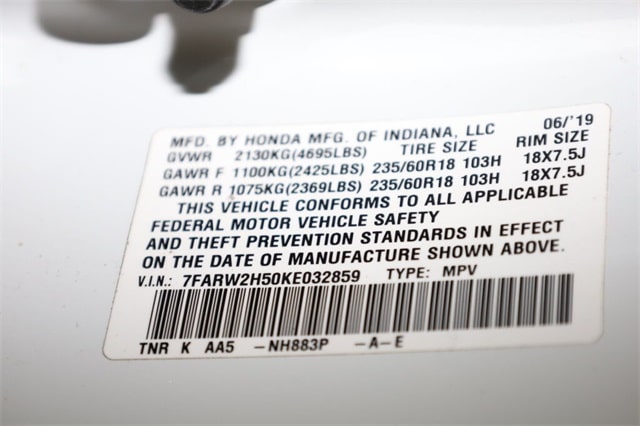 06/'19
MFD. BY HONDA MFG. OF INDIANA, LLC
GVWR 2130KG(4695LBS) TIRE SIZE RIM SIZE
GAWR F 1100KG(2425LBS) 235/60R18 103H 18X7.5J
GAWR R 1075KG(2369LBS) 235/60R18 103H 18X7.5J
THIS VEHICLE CONFORMS TO ALL APPLICABLE
FEDERAL MOTOR VEHICLE SAFETY
AND THEFT PREVENTION STANDARDS IN EFFECT
ON THE DATE OF MANUFACTURE SHOWN ABOVE.
V.I.N.: 7FARW2H50KE032859 TYPE: MPV
TNR K AA5 -NH883P -A-E